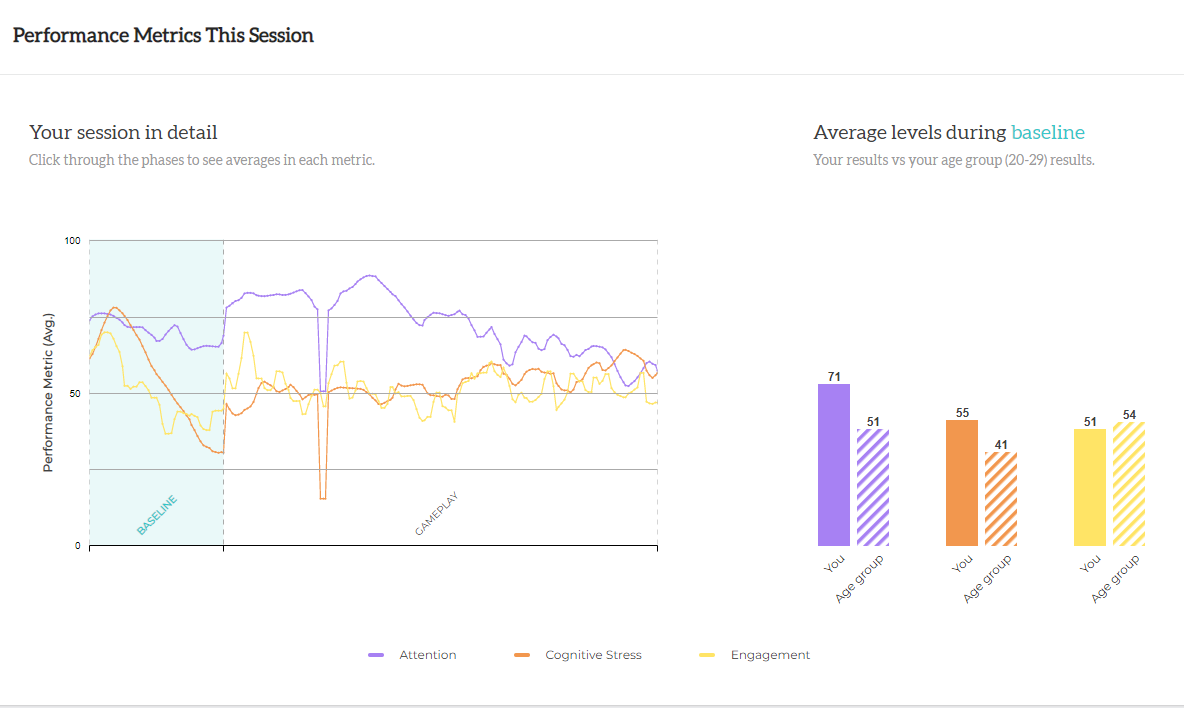 Performance Metrics This Session
Your session in detail
Click through the phases to see averages in each metric.
Average levels during baseline
Your results vs your age group (20-29) results.
Performance Metric (Avg.)
100
50
0
BASELINE
GAMEPLAY
71
51
55
41
51
54
You
Age group
You
Age group
You
Age group
Attention
Cognitive Stress
Engagement